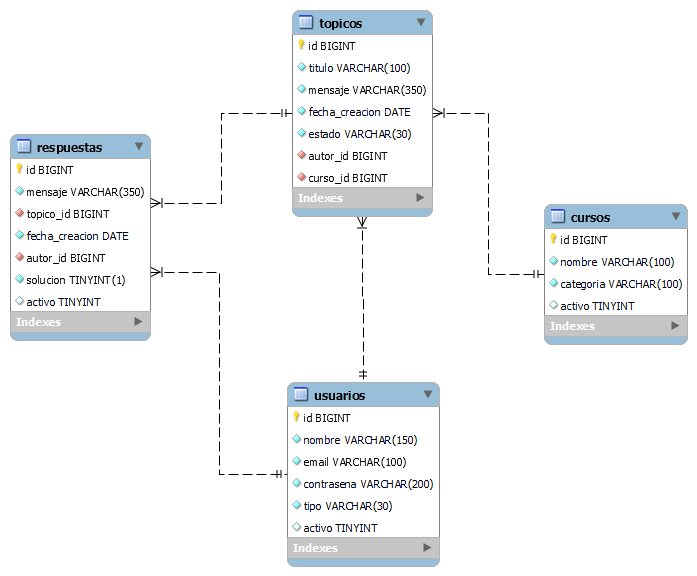 topicos
id BIGINT
titulo VARCHAR(100)
mensaje VARCHAR(350)
fecha_creacion DATE
estado VARCHAR(30)
autor_id BIGINT
curso_id BIGINT
Indexes
respuestas
id BIGINT
mensaje VARCHAR(350)
topico_id BIGINT
fecha_creacion DATE
autor_id BIGINT
solucion TINYINT(1)
activo TINYINT
Indexes
cursos
id BIGINT
nombre VARCHAR(100)
categoria VARCHAR(100)
activo TINYINT
Indexes
usuarios
id BIGINT
nombre VARCHAR(150)
email VARCHAR(100)
contrasena VARCHAR(200)
tipo VARCHAR(30)
activo TINYINT
Indexes